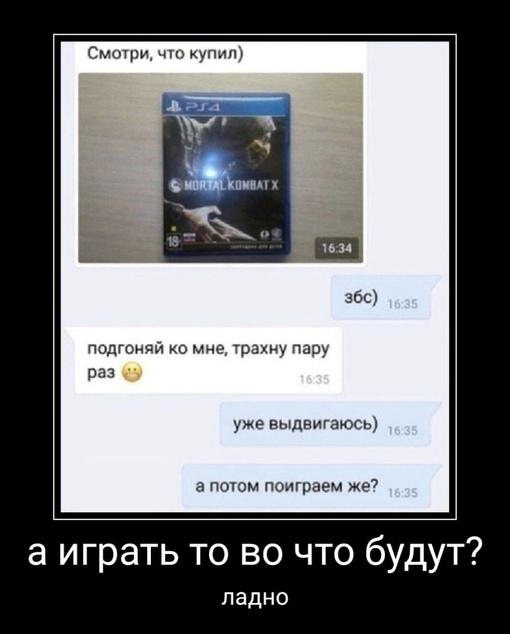 Смотри, что купил)
PS4
MORTAL KOMBAT X
18
16:34
збс)
16:35
подгоняй ко мне, трахну пару
раз 😬
16:35
уже выдвигаюсь)
16:35
а потом поиграем же?
16:35
а играть то во что будут?
ладно